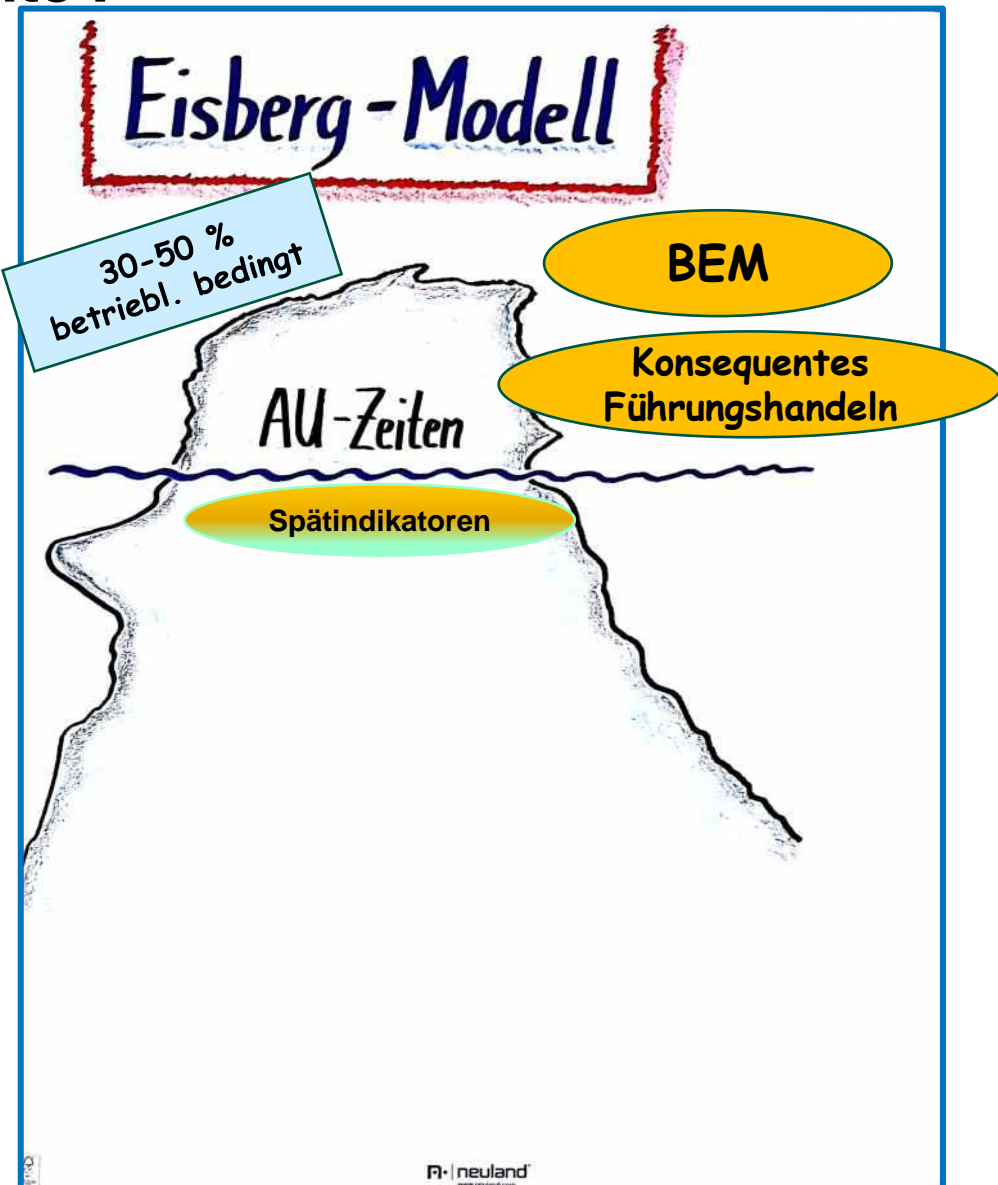 Eisberg-Modell
30-50 %
betriebl. bedingt
BEM
Konsequentes
Führungshandeln
AU-Zeiten
Spätindikatoren
neuland